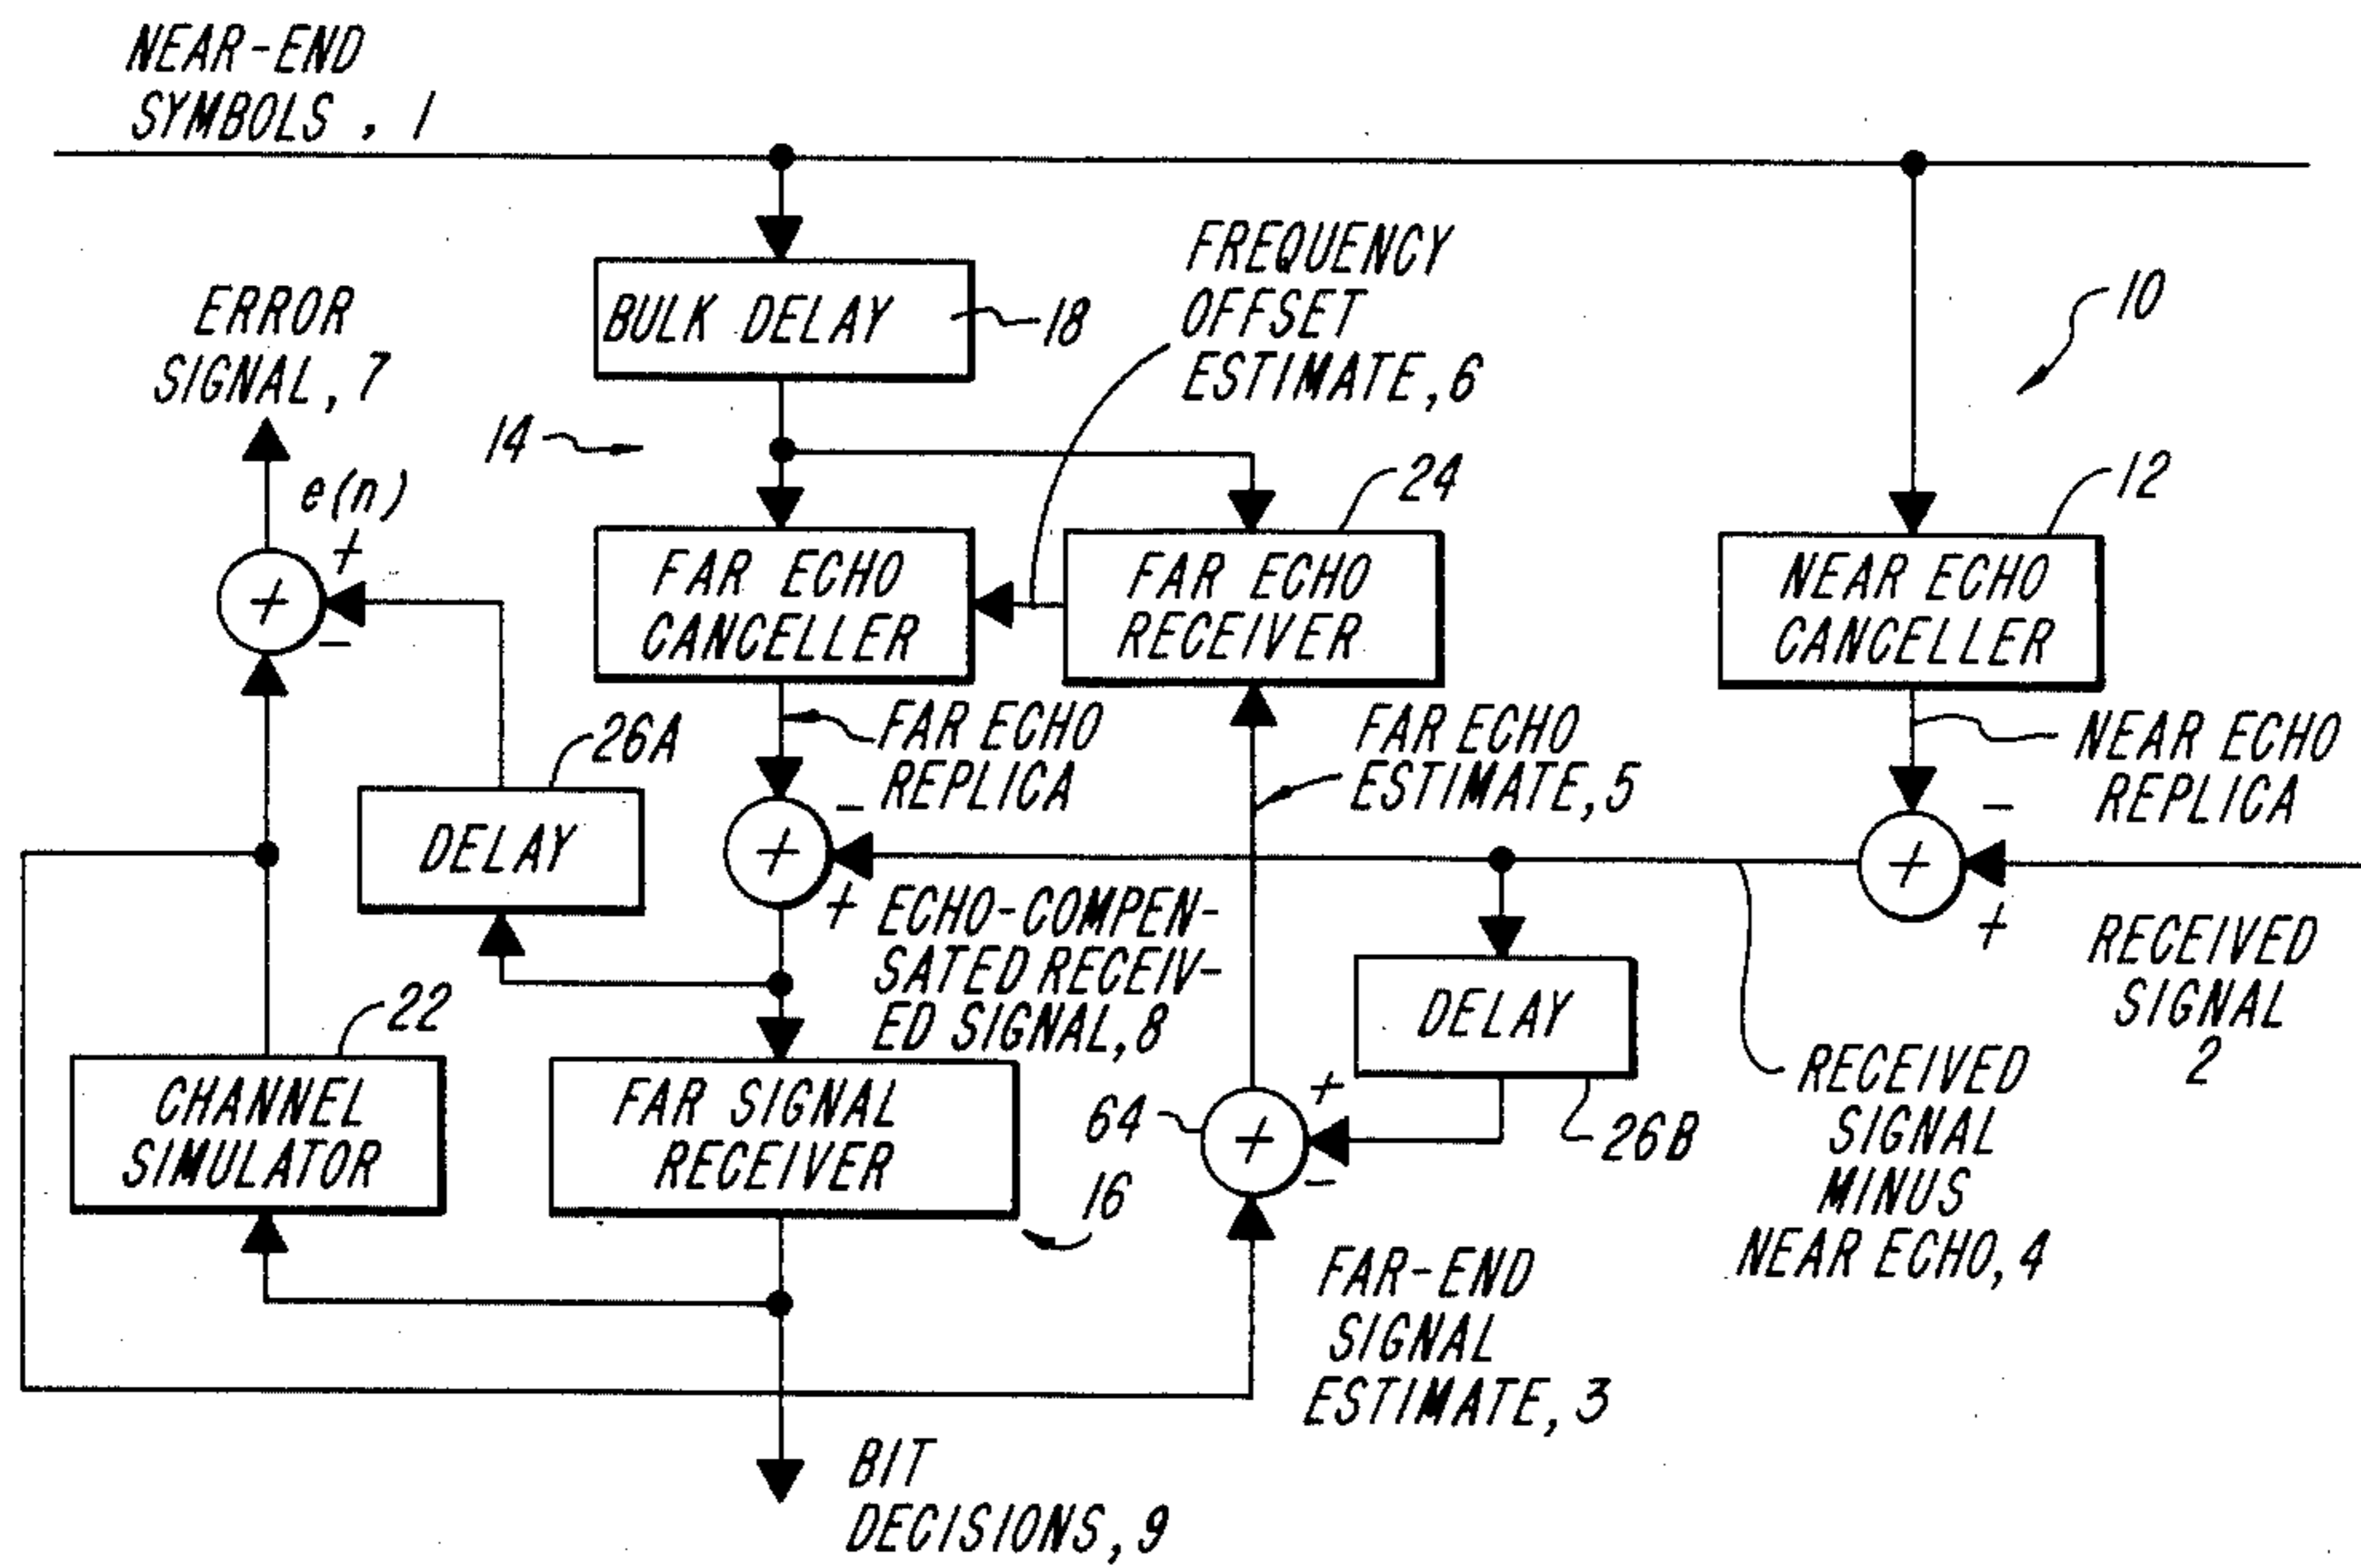 NEAR-END
SYMBOLS, 1
BULK DELAY
18
FREQUENCY
OFFSET
ESTIMATE, 6
10
ERROR
SIGNAL, 7
14
e(n)
+
+
-
FAR ECHO
CANCELLER
24
FAR ECHO
RECEIVER
12
NEAR ECHO
CANCELLER
26A
DELAY
FAR ECHO
REPLICA
-
+
+
FAR ECHO
ESTIMATE, 5
NEAR ECHO
REPLICA
-
+
+
RECEIVED
SIGNAL
2
ECHO-COMPEN-
SATED RECEIV-
ED SIGNAL, 8
DELAY
26B
RECEIVED
SIGNAL
MINUS
NEAR ECHO, 4
22
CHANNEL
SIMULATOR
FAR SIGNAL
RECEIVER
16
64
+
+
-
FAR-END
SIGNAL
ESTIMATE, 3
BIT
DECISIONS, 9